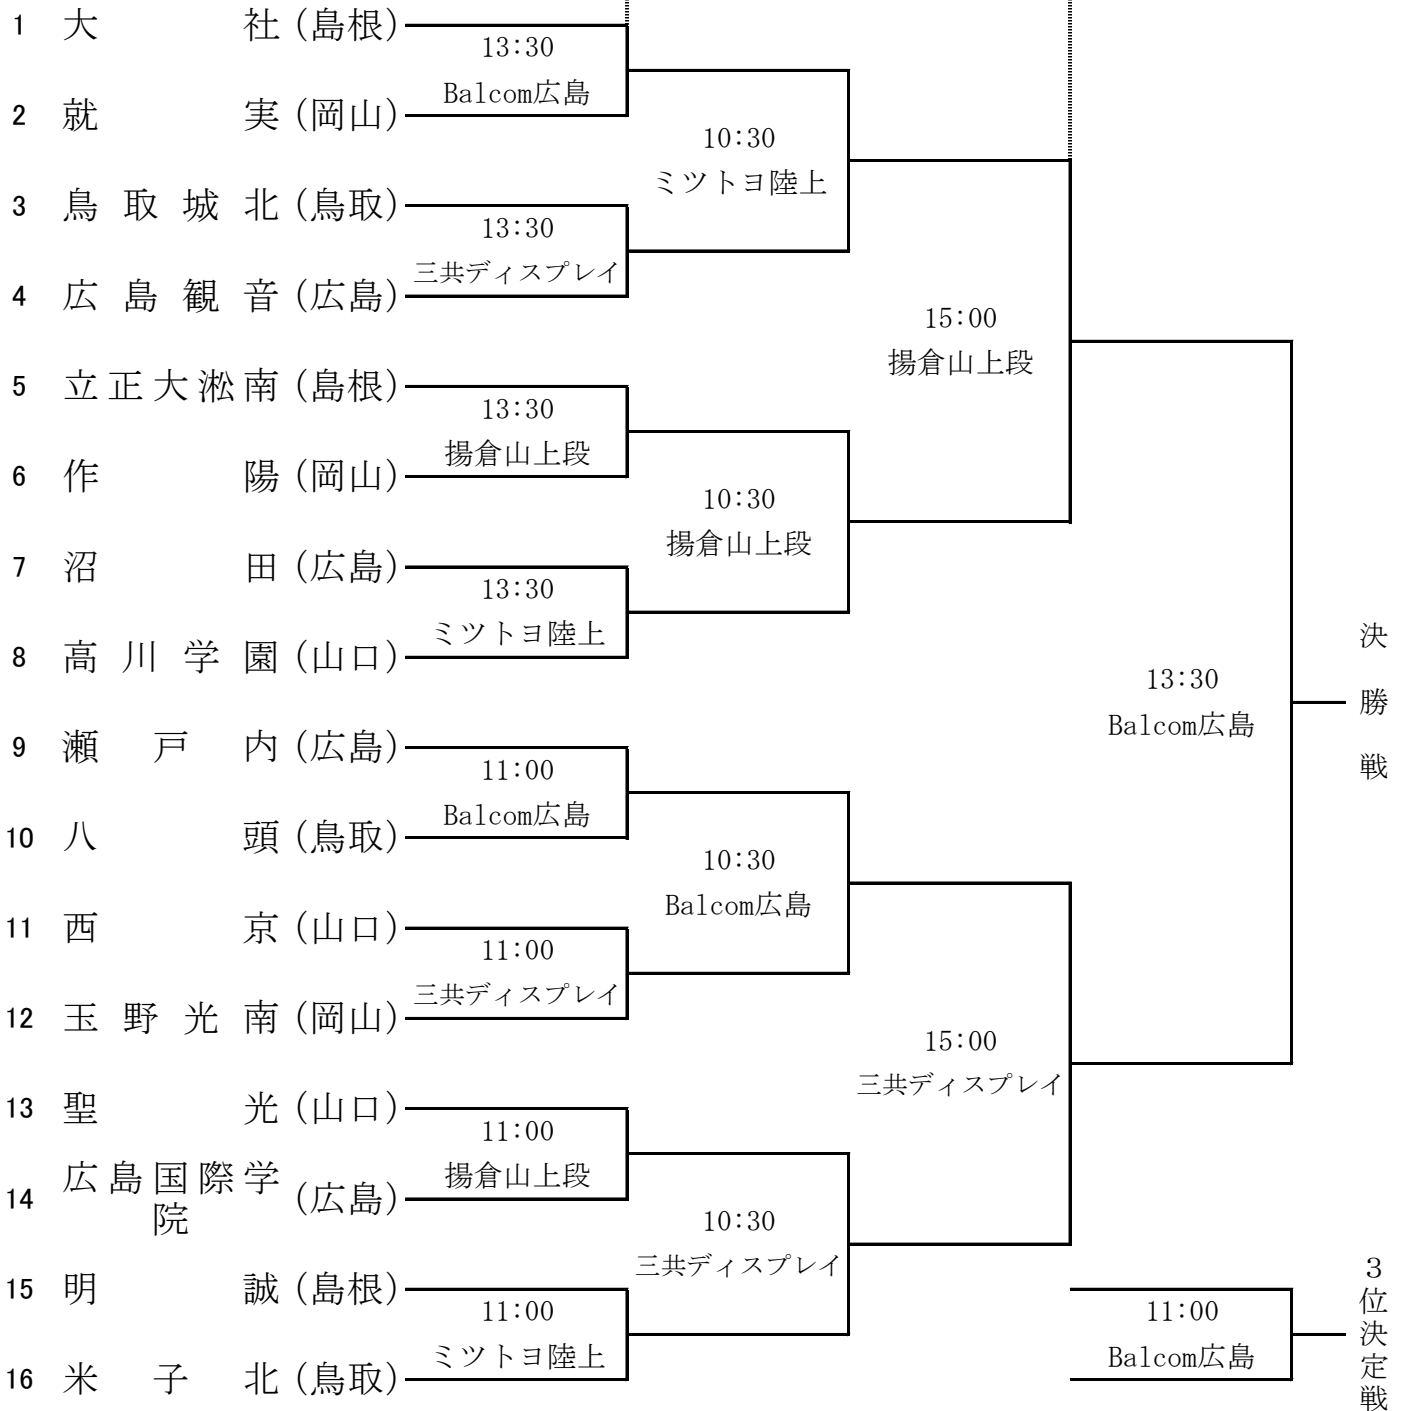 1 大社(島根)
13:30
Balcom広島
2 就実(岡山)
10:30
ミツトヨ陸上
3 鳥取城北(鳥取)
13:30
三共ディスプレイ
4 広島観音(広島)
15:00
揚倉山上段
5 立正大淞南(島根)
13:30
揚倉山上段
6 作陽(岡山)
10:30
揚倉山上段
7 沼田(広島)
13:30
ミツトヨ陸上
8 高川学園(山口)
13:30
Balcom広島
決勝戦
9 瀬戸内(広島)
11:00
Balcom広島
10 八頭(鳥取)
10:30
Balcom広島
11 西京(山口)
11:00
三共ディスプレイ
12 玉野光南(岡山)
15:00
三共ディスプレイ
13 聖光(山口)
11:00
揚倉山上段
14 広島国際学院(広島)
10:30
三共ディスプレイ
15 明誠(島根)
11:00
ミツトヨ陸上
16 米子北(鳥取)
11:00
Balcom広島
3位決定戦